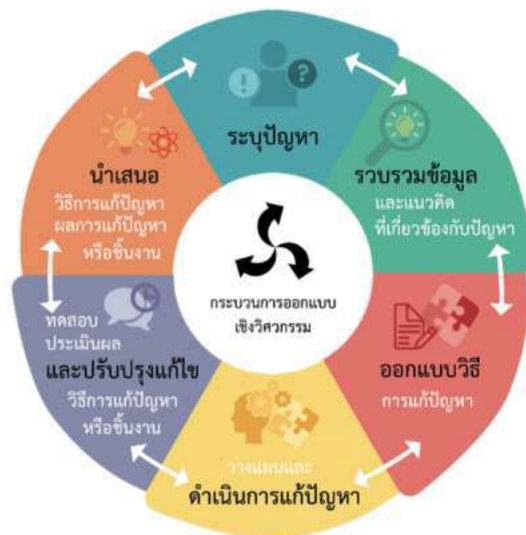 ระบุปัญหา
รวบรวมข้อมูล
และแนวคิด
ที่เกี่ยวข้องกับปัญหา
ออกแบบวิธี
การแก้ปัญหา
วางแผนและ
ดำเนินการแก้ปัญหา
ทดสอบ
ประเมินผล
และปรับปรุงแก้ไข
วิธีการแก้ปัญหา
หรือชิ้นงาน
นำเสนอ
วิธีการแก้ปัญหา
ผลการแก้ปัญหา
หรือชิ้นงาน
กระบวนการออกแบบ
เชิงวิศวกรรม